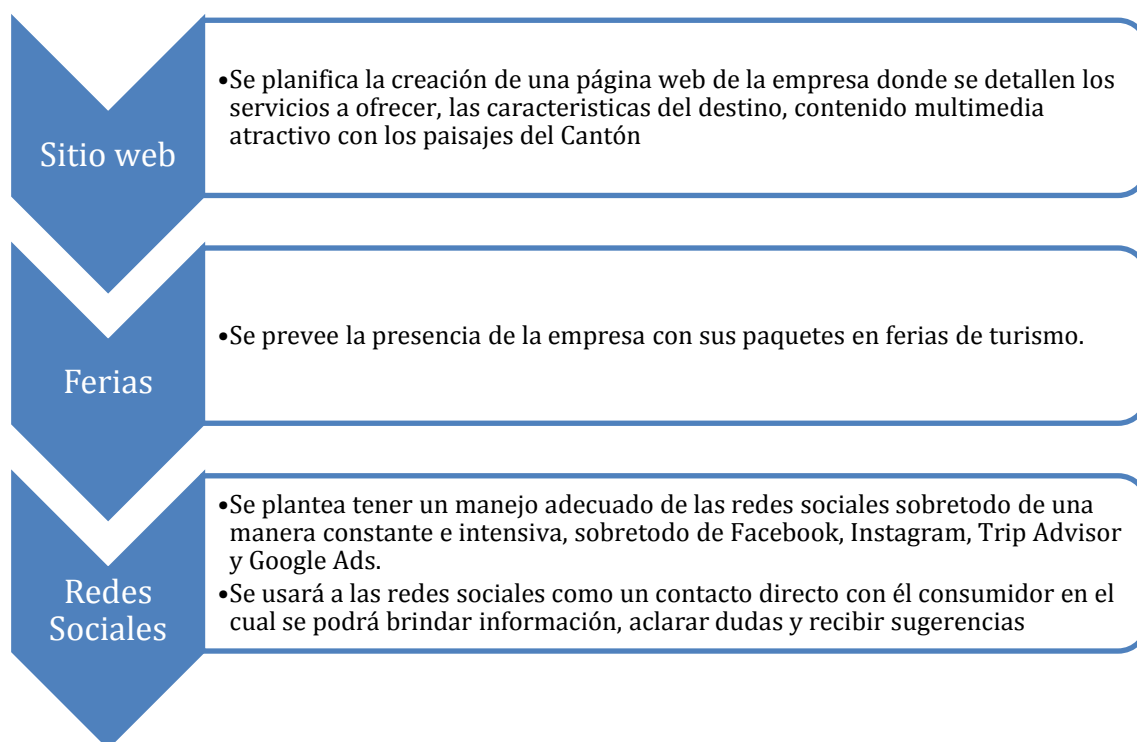 Sitio web
•Se planifica la creación de una página web de la empresa donde se detallen los
servicios a ofrecer, las caracteristicas del destino, contenido multimedia
atractivo con los paisajes del Cantón
Ferias
•Se prevee la presencia de la empresa con sus paquetes en ferias de turismo.
Redes
Sociales
•Se plantea tener un manejo adecuado de las redes sociales sobretodo de una
manera constante e intensiva, sobretodo de Facebook, Instagram, Trip Advisor
y Google Ads.
•Se usará a las redes sociales como un contacto directo con él consumidor en el
cual se podrá brindar información, aclarar dudas y recibir sugerencias